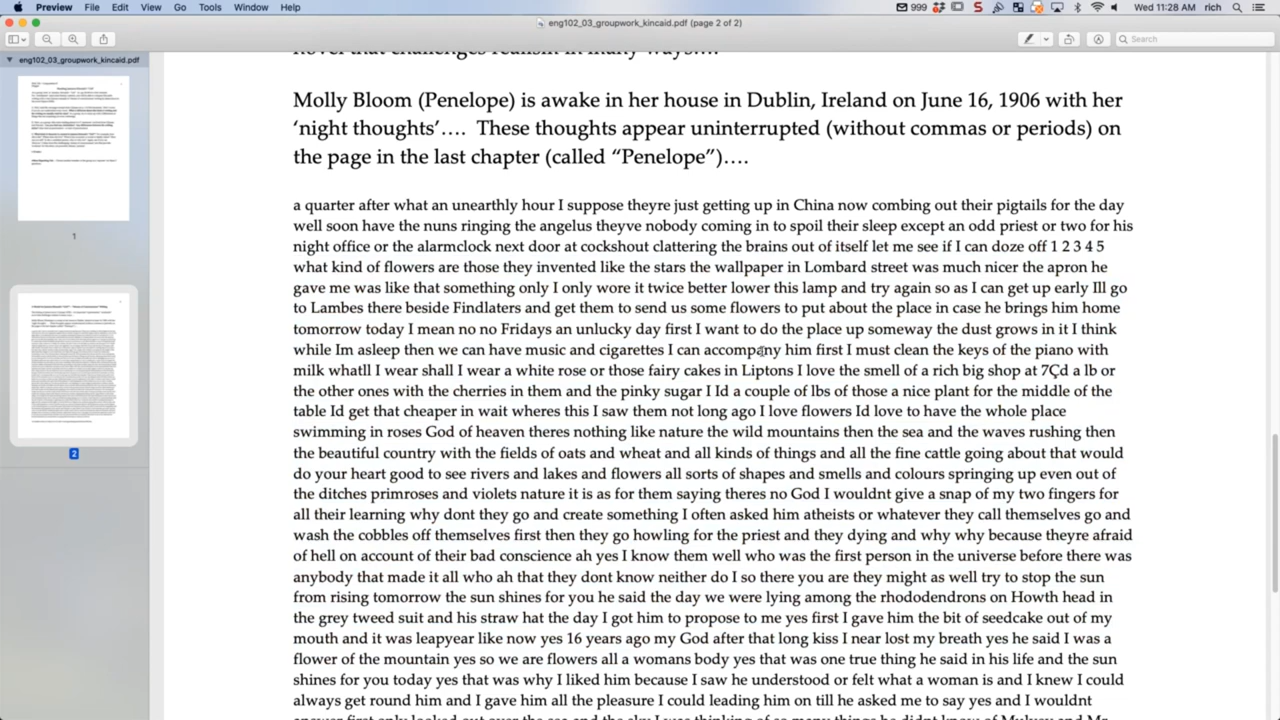 Preview File Edit View Go Tools Window Help 999 Wed 11:28 AM rich
eng102_03_groupwork_kincaid.pdf (page 2 of 2)
Search
eng102_03_groupwork_kincaid.pdf
1
2
novel that challenges realism in many ways....
Molly Bloom (Penelope) is awake in her house in Dublin, Ireland on June 16, 1906 with her
‘night thoughts’.... These thoughts appear uninterrupted (without commas or periods) on
the page in the last chapter (called “Penelope”)....
a quarter after what an unearthly hour I suppose theyre just getting up in China now combing out their pigtails for the day
well soon have the nuns ringing the angelus theyve nobody coming in to spoil their sleep except an odd priest or two for his
night office or the alarmclock next door at cockshout clattering the brains out of itself let me see if I can doze off 1 2 3 4 5
what kind of flowers are those they invented like the stars the wallpaper in Lombard street was much nicer the apron he
gave me was like that something only I only wore it twice better lower this lamp and try again so as I can get up early Ill go
to Lambes there beside Findlaters and get them to send us some flowers to put about the place in case he brings him home
tomorrow today I mean no no Fridays an unlucky day first I want to do the place up someway the dust grows in it I think
while Im asleep then we can have music and cigarettes I can accompany him first I must clean the keys of the piano with
milk whatll I wear shall I wear a white rose or those fairy cakes in Liptons I love the smell of a rich big shop at 7Çd a lb or
the other ones with the cherries in them and the pinky sugar I Id a couple of lbs of those a nice plant for the middle of the
table Id get that cheaper in wait wheres this I saw them not long ago I love flowers Id love to have the whole place
swimming in roses God of heaven theres nothing like nature the wild mountains then the sea and the waves rushing then
the beautiful country with the fields of oats and wheat and all kinds of things and all the fine cattle going about that would
do your heart good to see rivers and lakes and flowers all sorts of shapes and smells and colours springing up even out of
the ditches primroses and violets nature it is as for them saying theres no God I wouldnt give a snap of my two fingers for
all their learning why dont they go and create something I often asked him atheists or whatever they call themselves go and
wash the cobbles off themselves first then they go howling for the priest and they dying and why why because theyre afraid
of hell on account of their bad conscience ah yes I know them well who was the first person in the universe before there was
anybody that made it all who ah that they dont know neither do I so there you are they might as well try to stop the sun
from rising tomorrow the sun shines for you he said the day we were lying among the rhododendrons on Howth head in
the grey tweed suit and his straw hat the day I got him to propose to me yes first I gave him the bit of seedcake out of my
mouth and it was leapyear like now yes 16 years ago my God after that long kiss I near lost my breath yes he said I was a
flower of the mountain yes so we are flowers all a womans body yes that was one true thing he said in his life and the sun
shines for you today yes that was why I liked him because I saw he understood or felt what a woman is and I knew I could
always get round him and I gave him all the pleasure I could leading him on till he asked me to say yes and I wouldnt
answer first only looked out over the sea and the sky I was thinking of so many things he didnt know of Mulvey and Mr